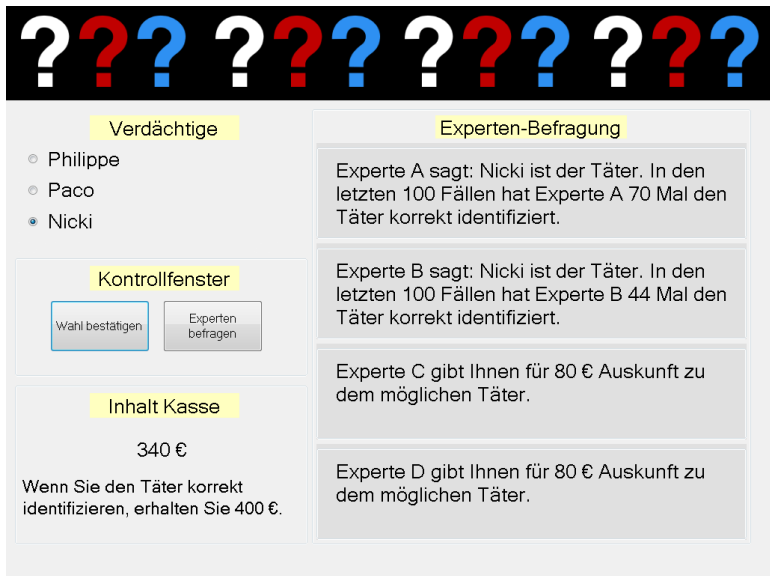 ??? ??? ??? ???
Verdächtige
Philippe
Paco
Nicki
Kontrollfenster
Wahl bestätigen
Experten
befragen
Inhalt Kasse
340 €
Wenn Sie den Täter korrekt
identifizieren, erhalten Sie 400 €.
Experten-Befragung
Experte A sagt: Nicki ist der Täter. In den
letzten 100 Fällen hat Experte A 70 Mal den
Täter korrekt identifiziert.
Experte B sagt: Nicki ist der Täter. In den
letzten 100 Fällen hat Experte B 44 Mal den
Täter korrekt identifiziert.
Experte C gibt Ihnen für 80 € Auskunft zu
dem möglichen Täter.
Experte D gibt Ihnen für 80 € Auskunft zu
dem möglichen Täter.